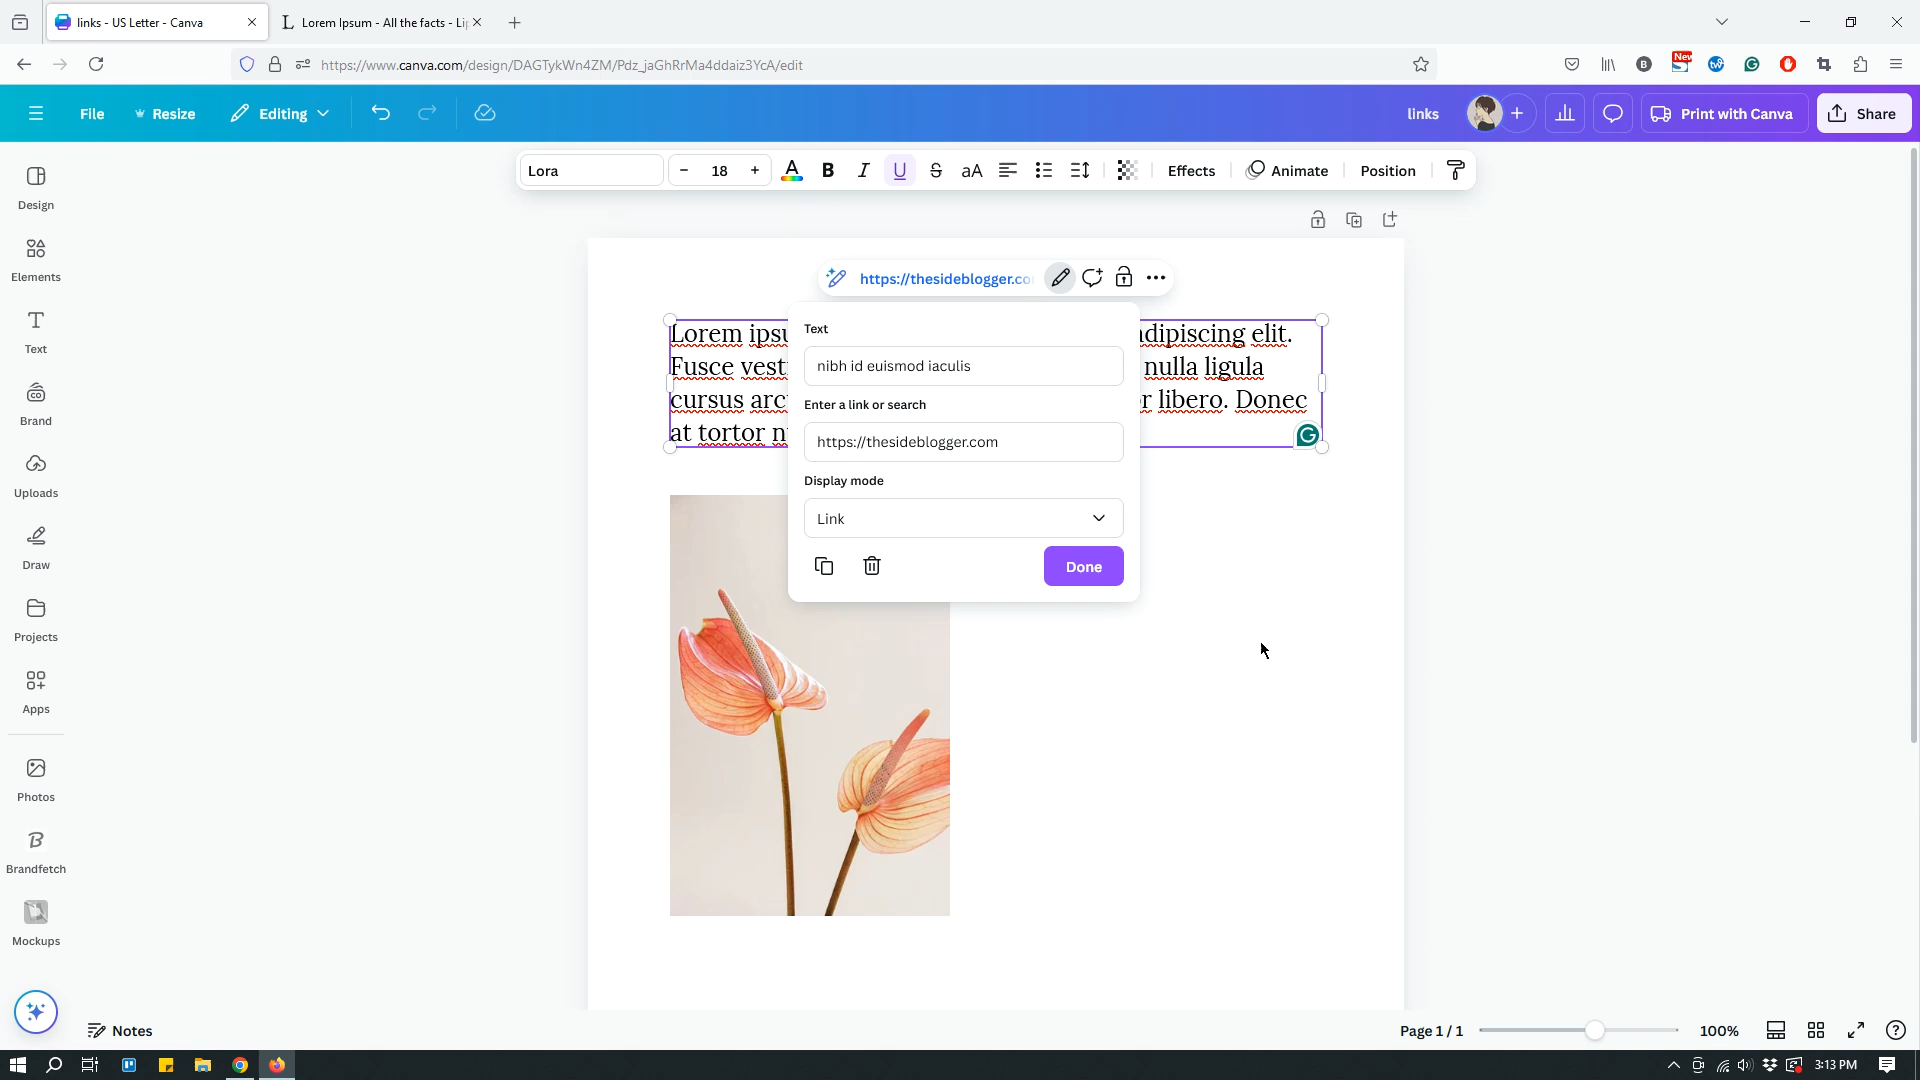 links - US Letter - Canva
Lorem Ipsum - All the facts - Lip
https://www.canva.com/design/DAGTykWn4ZM/Pdz_jaGhRrMa4ddaiz3YcA/edit
New
File
Resize
Editing
links
Print with Canva
Share
Lora
18
Effects
Animate
Position
Design
Elements
Text
Brand
Uploads
Draw
Projects
Apps
Photos
Brandfetch
Mockups
https://thesideblogger.co
Lorem ipsu adipiscing elit.
Fusce vest nulla ligula
cursus arc r libero. Donec
at tortor n
Text
nibh id euismod iaculis
Enter a link or search
https://thesideblogger.com
Display mode
Link
Done
Notes
Page 1 / 1
100%
3:13 PM